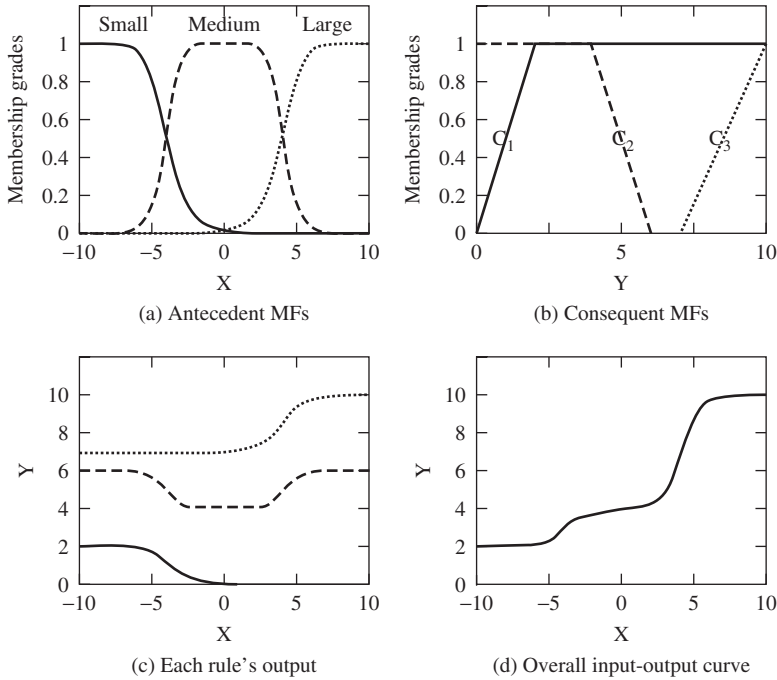 Small Medium Large
Membership grades
1
0.8
0.6
0.4
0.2
0
−10 −5 0 5 10
X
(a) Antecedent MFs
Membership grades
1
0.8
0.6
0.4
0.2
0
C1 C2 C3
0 5 10
Y
(b) Consequent MFs
Y
10
8
6
4
2
0
−10 −5 0 5 10
X
(c) Each rule's output
Y
10
8
6
4
2
0
−10 −5 0 5 10
X
(d) Overall input-output curve